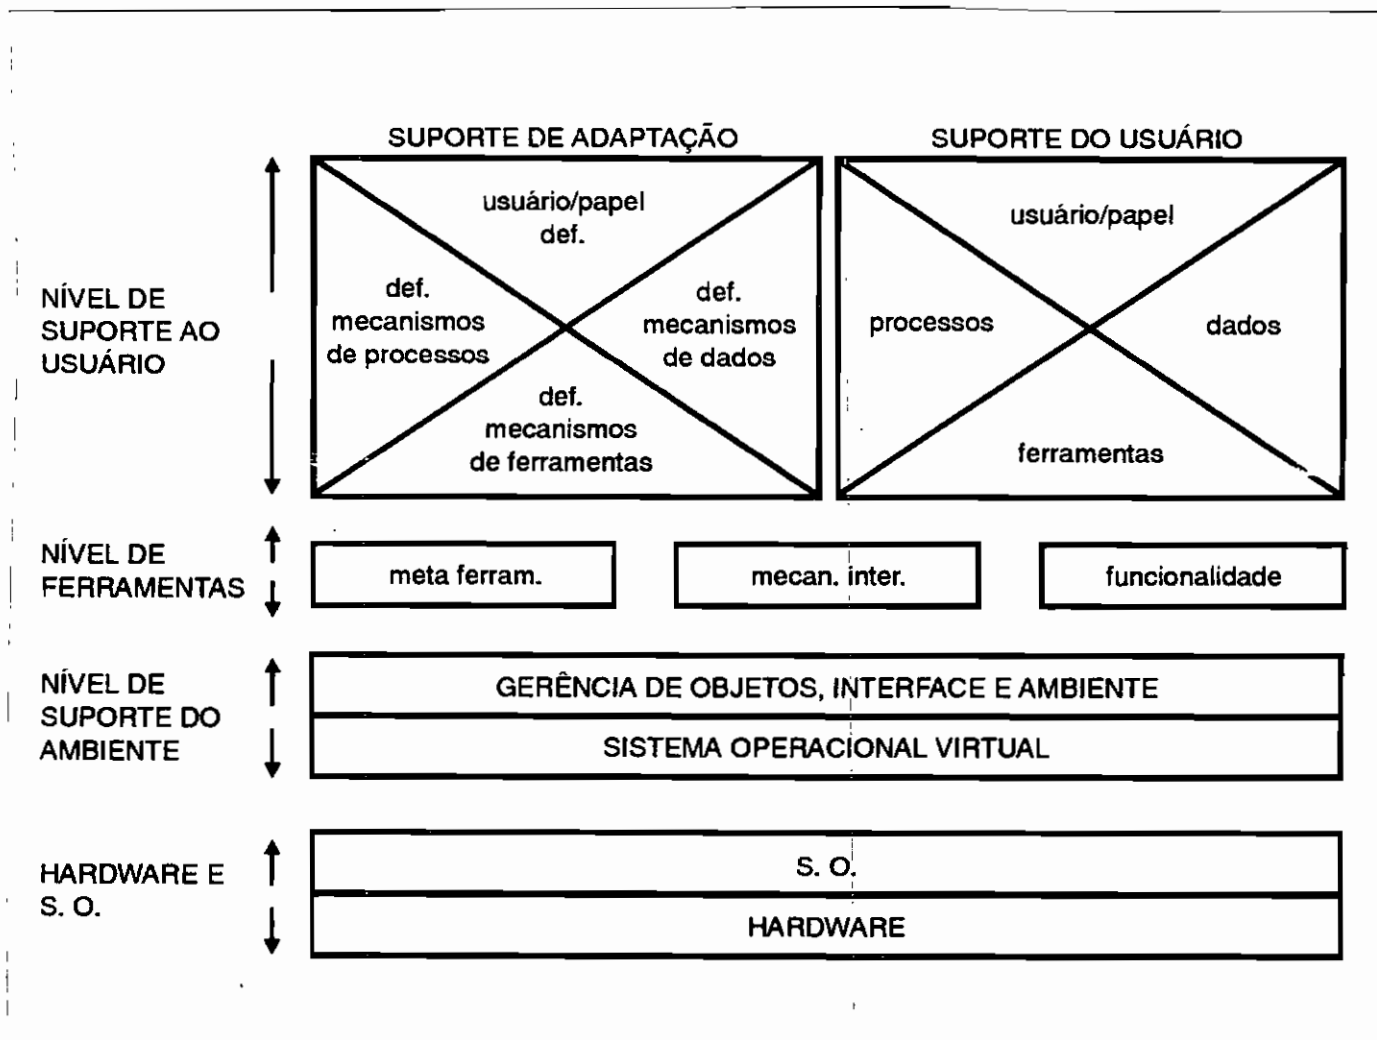 SUPORTE DE ADAPTAÇÃO
SUPORTE DO USUÁRIO
NÍVEL DE
SUPORTE AO
USUÁRIO
usuário/papel
def.
def.
mecanismos
de processos
def.
mecanismos
de dados
def.
mecanismos
de ferramentas
usuário/papel
processos
dados
ferramentas
NÍVEL DE
FERRAMENTAS
meta ferram.
mecan. inter.
funcionalidade
NÍVEL DE
SUPORTE DO
AMBIENTE
GERÊNCIA DE OBJETOS, INTERFACE E AMBIENTE
SISTEMA OPERACIONAL VIRTUAL
HARDWARE E
S. O.
S. O.
HARDWARE